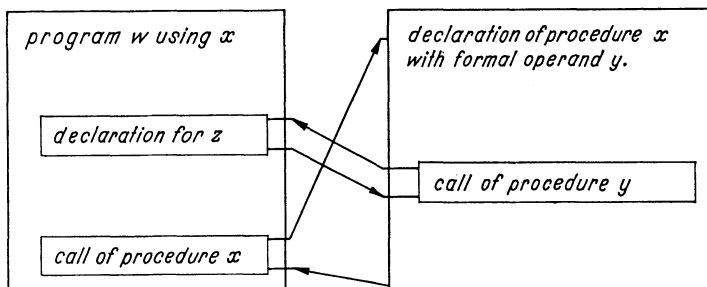 program w using x
declaration for z
call of procedure x
declaration of procedure x
with formal operand y.
call of procedure y